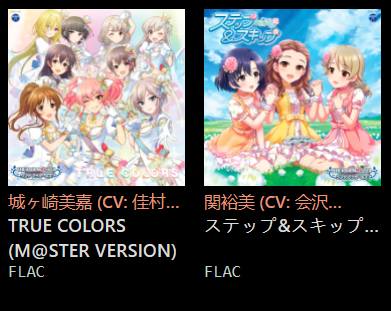 TRUE COLORS
ステップ
&スキップ
城ヶ崎美嘉 (CV: 佳村...
TRUE COLORS
(M@STER VERSION)
FLAC
関裕美 (CV: 会沢...
ステップ&スキップ...
FLAC